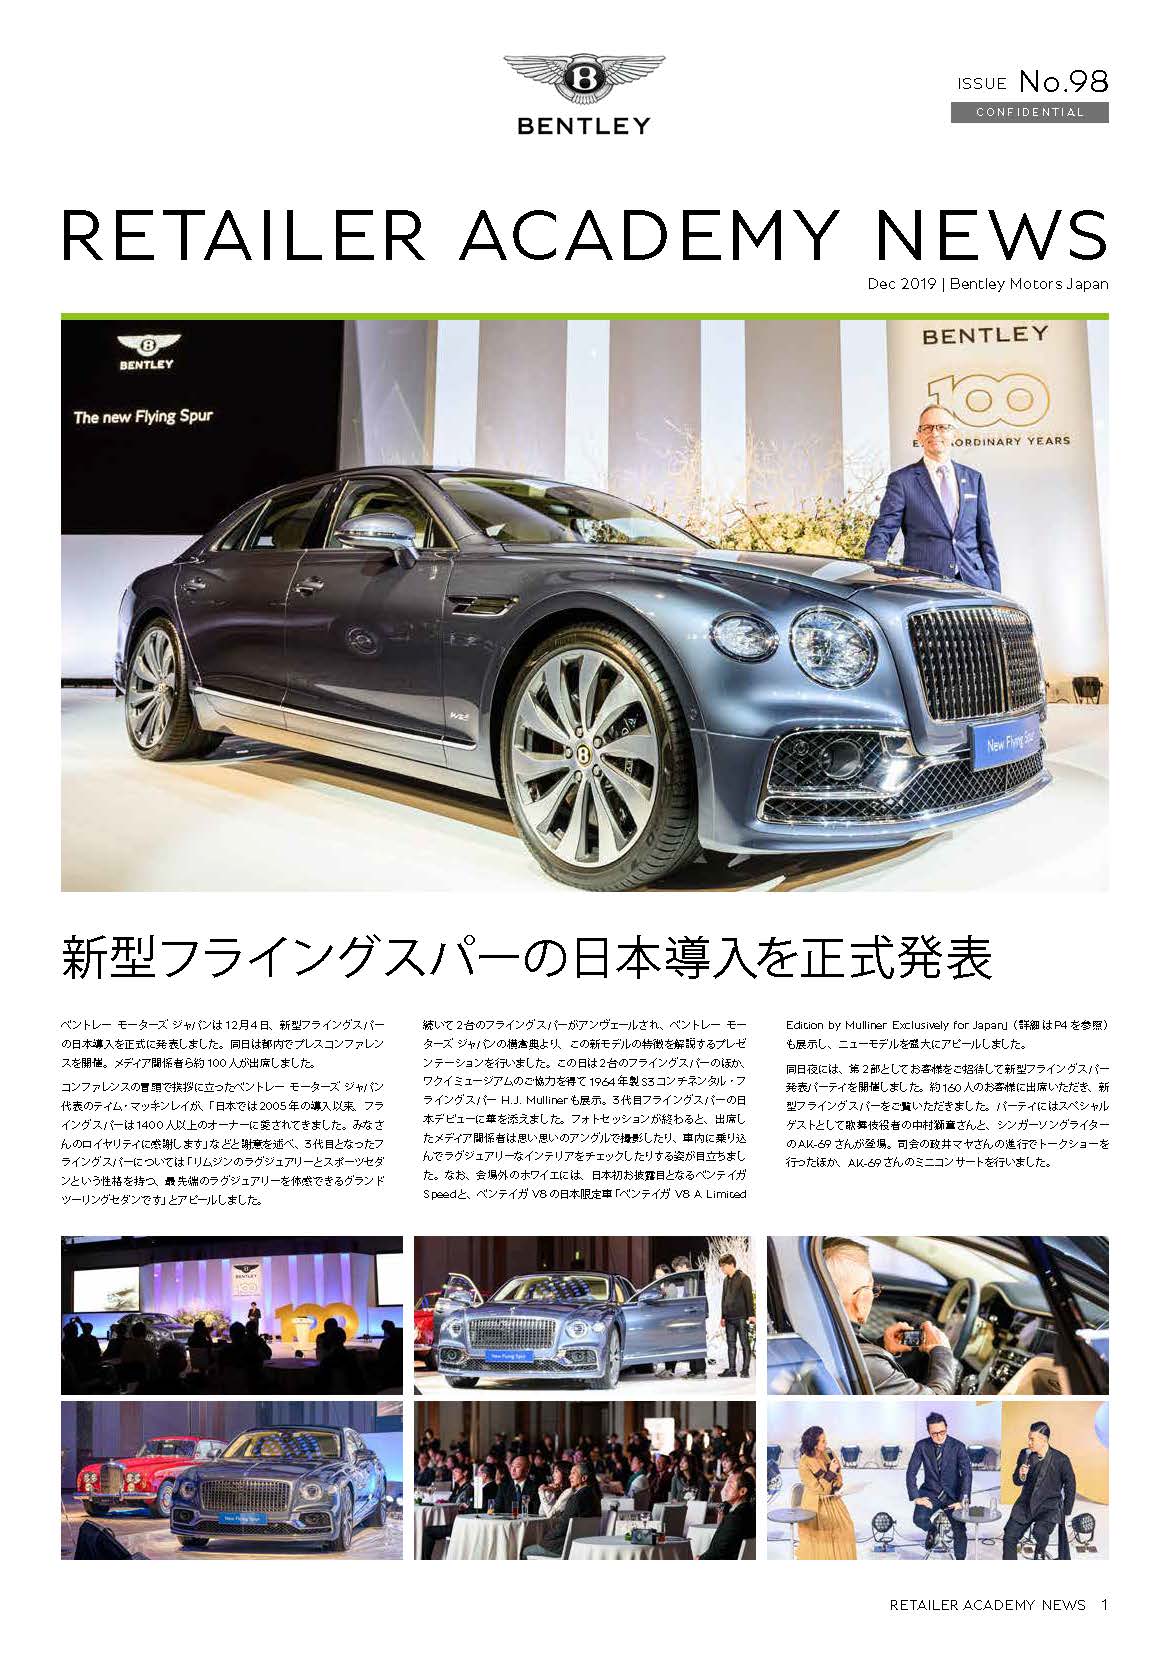 BENTLEY
ISSUE No.98
CONFIDENTIAL
RETAILER ACADEMY NEWS
Dec 2019 | Bentley Motors Japan
BENTLEY
The new Flying Spur
BENTLEY
100
ORDINARY YEARS
W12
New Flying Spur
新型フライングスパーの日本導入を正式発表
ベントレー モーターズ ジャパンは12月4日、新型フライングスパー
の日本導入を正式に発表しました。同日は都内でプレスコンファレン
スを開催。メディア関係者ら約100人が出席しました。
コンファレンスの冒頭で挨拶に立ったベントレー モーターズ ジャパン
代表のティム・マッキンレイが、「日本では2005年の導入以来、フラ
イングスパーは1400人以上のオーナーに愛されてきました。みなさ
んのロイヤリティに感謝します」などと謝意を述べ、3代目となったフ
ライングスパーについては「リムジンのラグジュアリーとスポーツセダ
ンという性格を持つ、最先端のラグジュアリーを体感できるグランド
ツーリングセダンです」とアピールしました。
続いて2台のフライングスパーがアンヴェールされ、ベントレー モー
ターズ ジャパンの横倉典より、この新モデルの特徴を解説するプレゼ
ンテーションを行いました。この日は2台のフライングスパーのほか、
ワクイミュージアムのご協力を得て1964年製S3コンチネンタル・フ
ライングスパー H.J. Mullinerも展示。3代目フライングスパーの日
本デビューに華を添えました。フォトセッションが終わると、出席し
たメディア関係者は思い思いのアングルで撮影したり、車内に乗り込
んでラグジュアリーなインテリアをチェックしたりする姿が目立ちまし
た。なお、会場外のホワイエには、日本初お披露目となるベンテイガ
Speedと、ベンテイガ V8の日本限定車「ベンテイガ V8 A Limited
Edition by Mulliner Exclusively for Japan」（詳細はP4を参照）
も展示し、ニューモデルを盛大にアピールしました。
同日夜には、第2部としてお客様をご招待して新型フライングスパー
発表パーティを開催しました。約160人のお客様に出席いただき、新
型フライングスパーをご覧いただきました。パーティにはスペシャル
ゲストとして歌舞伎役者の中村獅童さんと、シンガーソングライター
のAK-69さんが登場。司会の政井マヤさんの進行でトークショーを
行ったほか、AK-69さんのミニコンサートを行いました。
BENTLEY
100
100
New Flying Spur
New Flying Spur
RETAILER ACADEMY NEWS 1